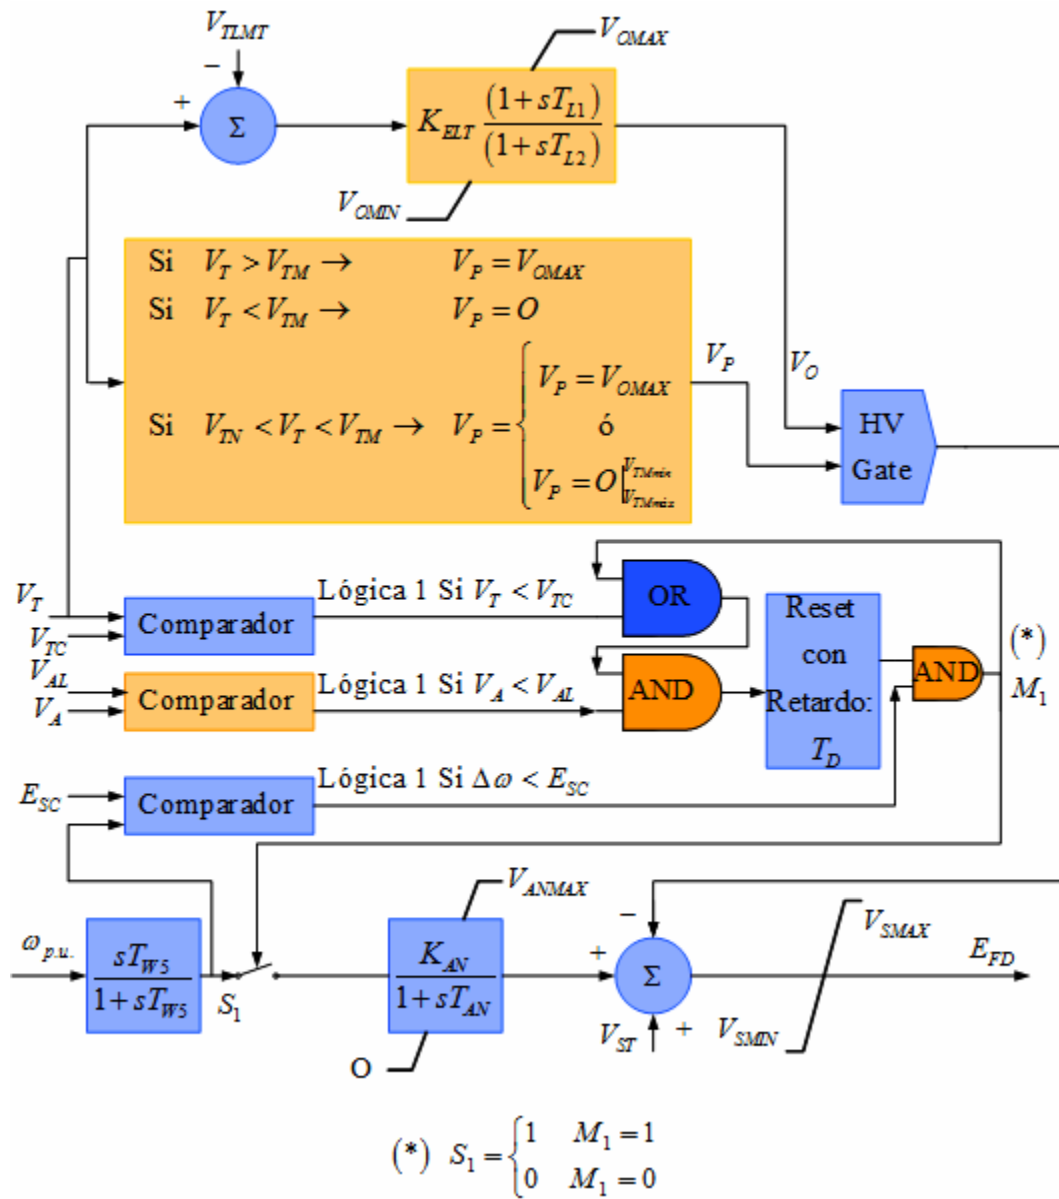 V_TLMT
V_OMAX
−
+
Σ
K_ELT (1+sT_L1)/(1+sT_L2)
V_OMIN
Si V_T > V_TM → V_P = V_OMAX
Si V_T < V_TM → V_P = O
Si V_TN < V_T < V_TM → V_P = { V_P = V_OMAX
ó
V_P = O |V_TMmin V_TMmáx
V_P
V_O
HV
Gate
V_T
V_TC
Comparador
Lógica 1 Si V_T < V_TC
OR
V_AL
V_A
Comparador
Lógica 1 Si V_A < V_AL
AND
Reset
con
Retardo:
T_D
AND
(*)
M_1
E_SC
Comparador
Lógica 1 Si Δω < E_SC
ω_p.u.
sT_W5/(1+sT_W5)
S_1
V_ANMAX
K_AN/(1+sT_AN)
O
−
+
Σ
V_ST
+
V_SMAX
V_SMIN
E_FD
(*) S_1 = { 1 M_1 = 1
0 M_1 = 0